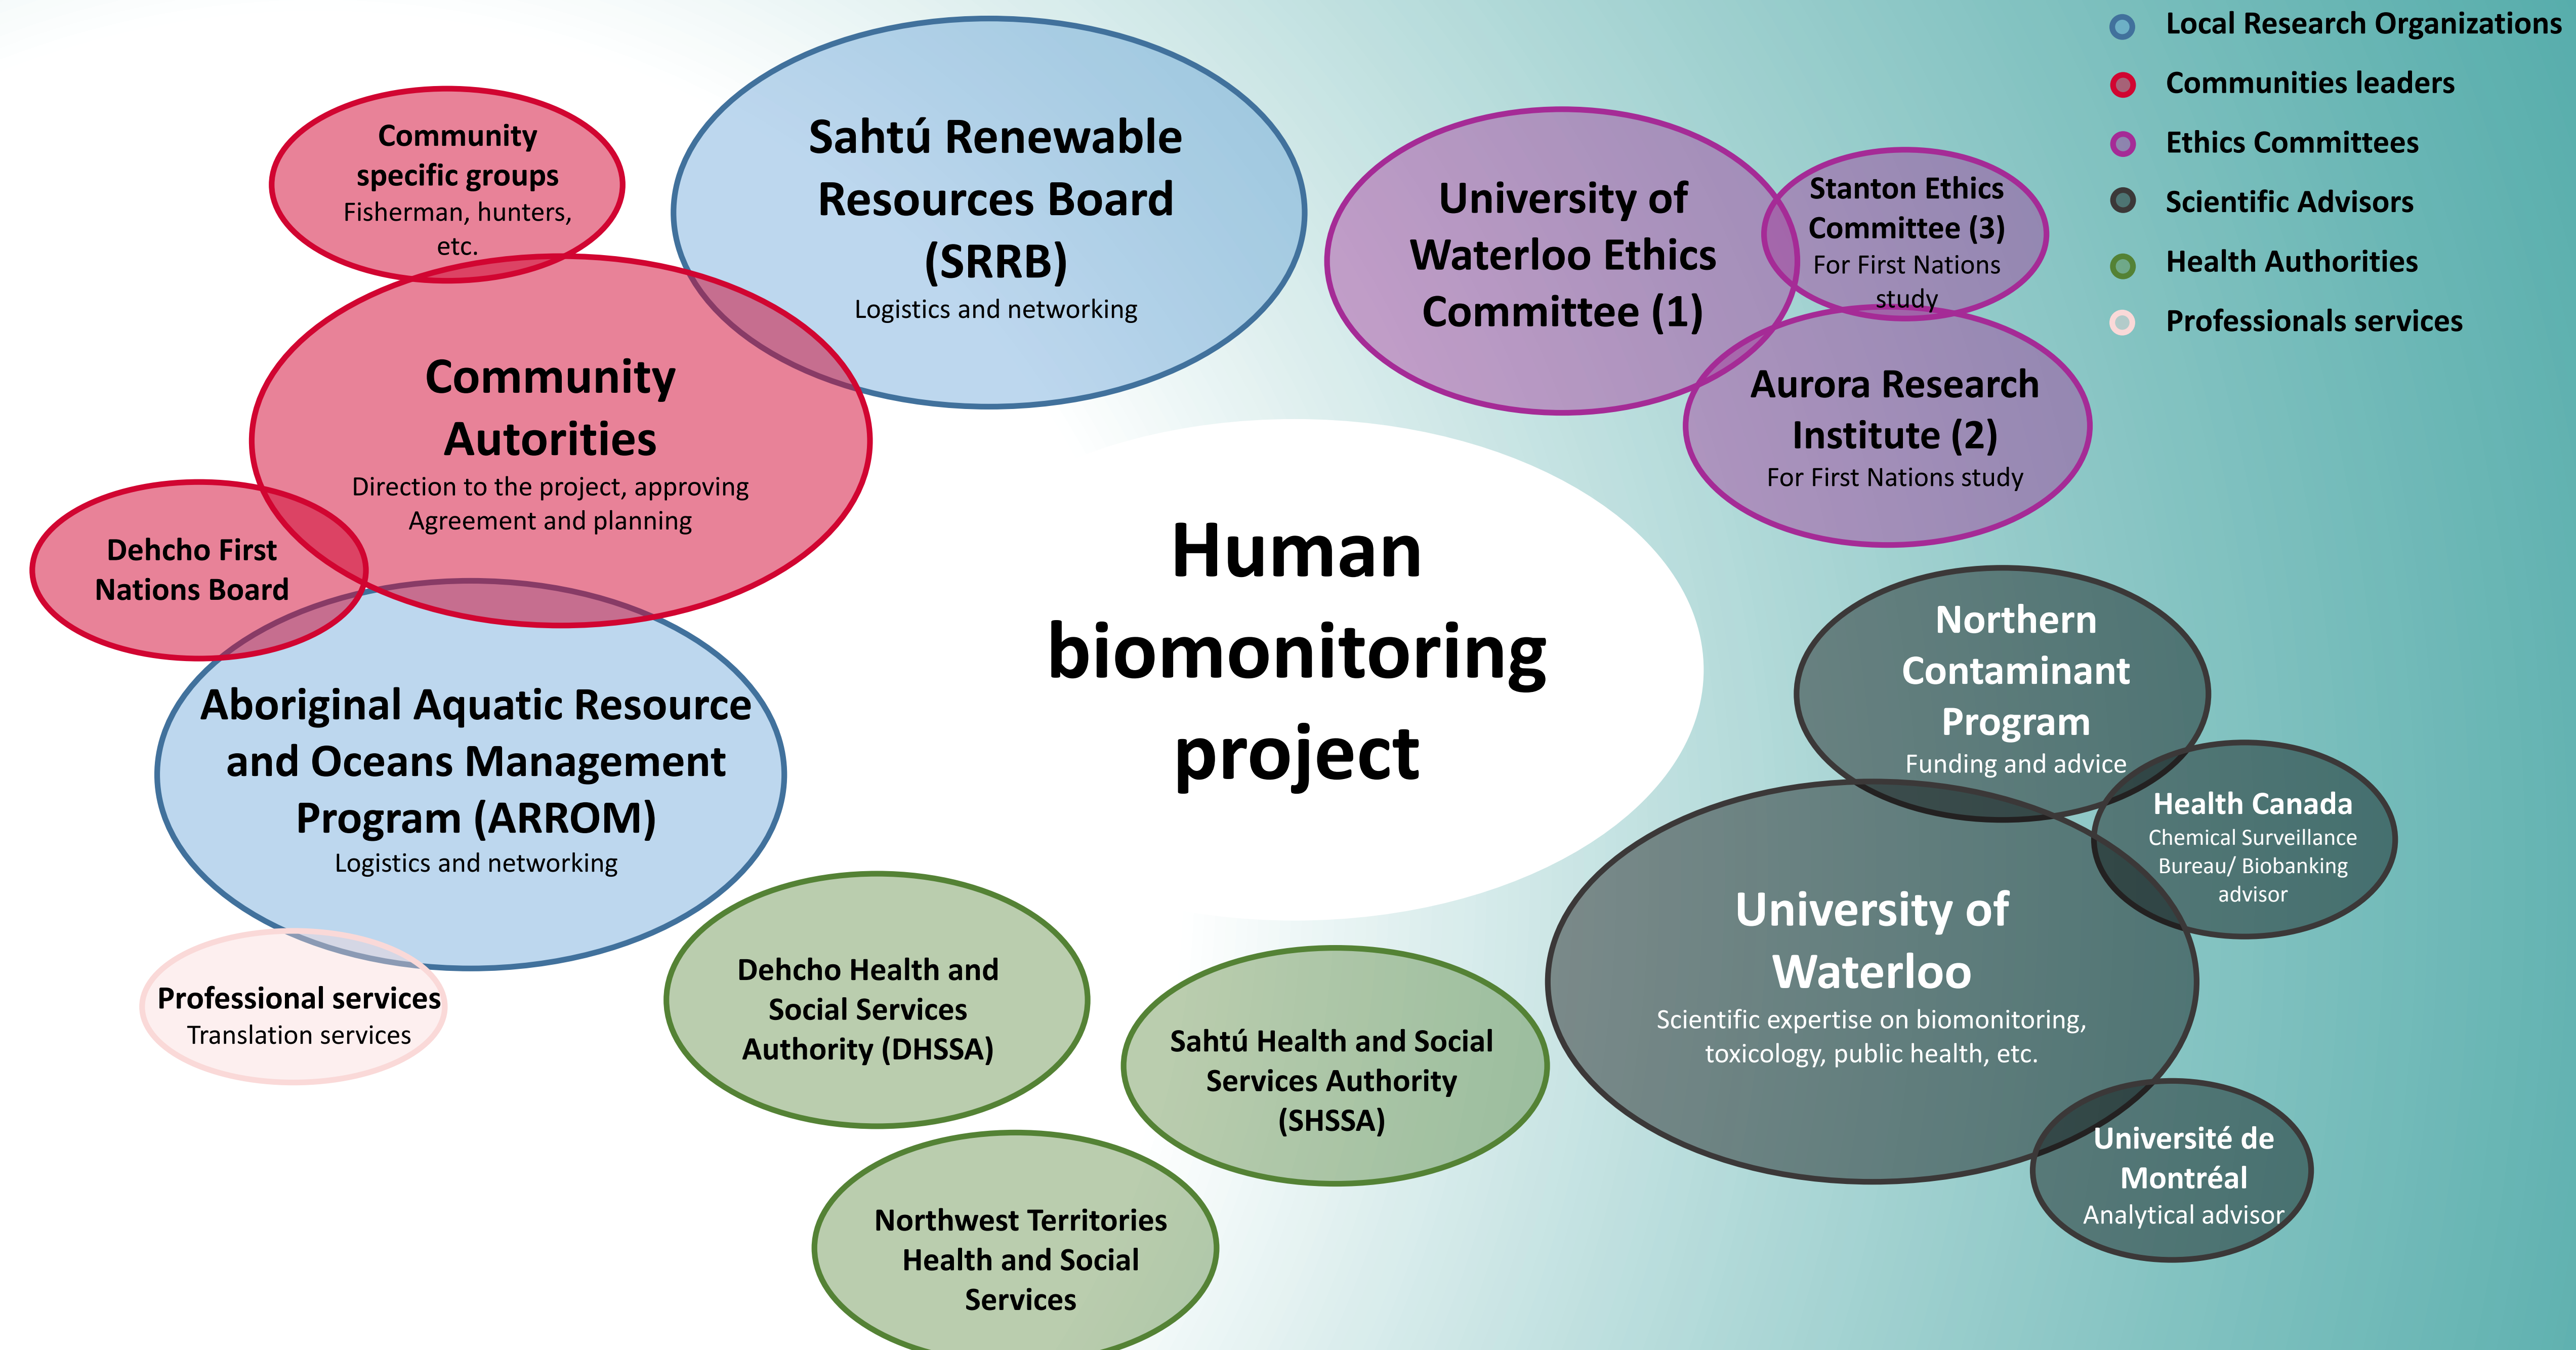 Local Research Organizations
Communities leaders
Ethics Committees
Scientific Advisors
Health Authorities
Professionals services
Community
specific groups
Fisherman, hunters,
etc.
Sahtú Renewable
Resources Board
(SRRB)
Logistics and networking
University of
Waterloo Ethics
Committee (1)
Stanton Ethics
Committee (3)
For First Nations
study
Aurora Research
Institute (2)
For First Nations study
Community
Autorities
Direction to the project, approving
Agreement and planning
Dehcho First
Nations Board
Human
biomonitoring
project
Northern
Contaminant
Program
Funding and advice
Health Canada
Chemical Surveillance
Bureau/ Biobanking
advisor
Aboriginal Aquatic Resource
and Oceans Management
Program (ARROM)
Logistics and networking
University of
Waterloo
Scientific expertise on biomonitoring,
toxicology, public health, etc.
Professional services
Translation services
Dehcho Health and
Social Services
Authority (DHSSA)
Sahtú Health and Social
Services Authority
(SHSSA)
Université de
Montréal
Analytical advisor
Northwest Territories
Health and Social
Services